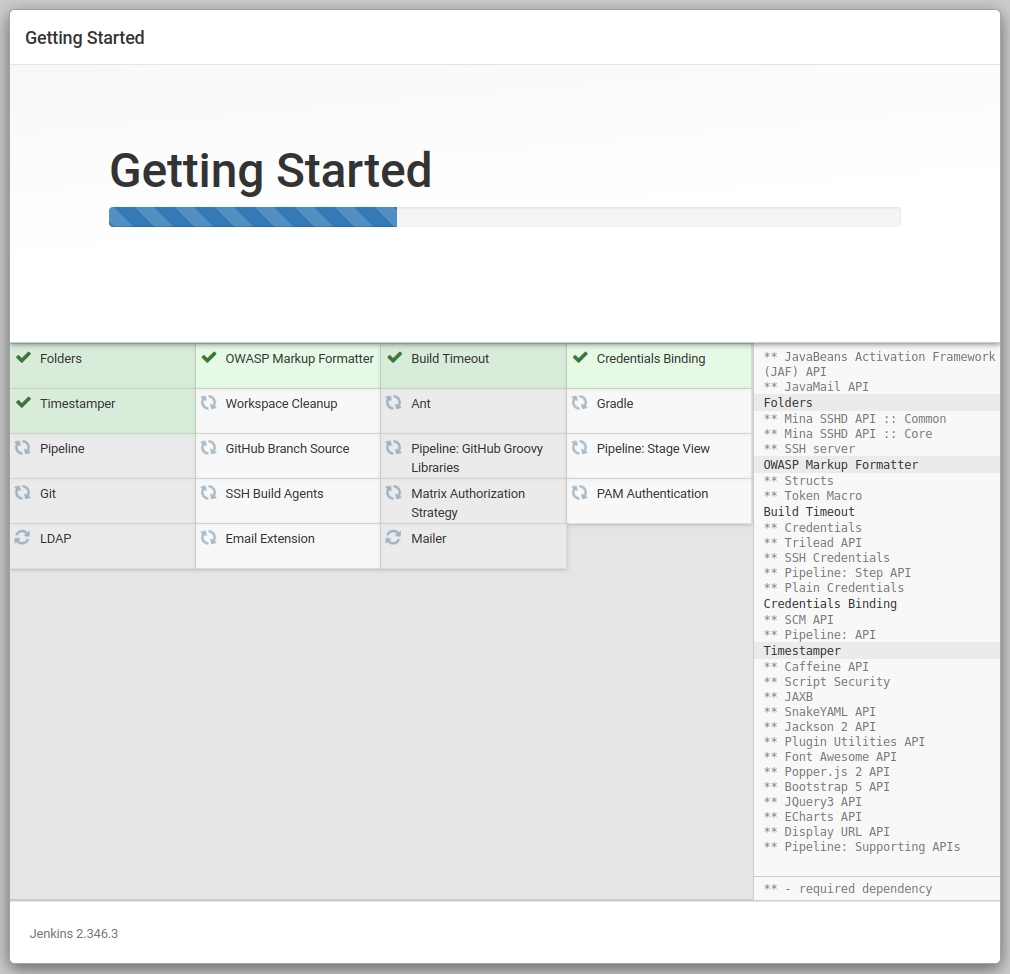 Getting Started
Getting Started
Folders
OWASP Markup Formatter
Build Timeout
Credentials Binding
Timestamper
Workspace Cleanup
Ant
Gradle
Pipeline
GitHub Branch Source
Pipeline: GitHub Groovy
Libraries
Pipeline: Stage View
Git
SSH Build Agents
Matrix Authorization
Strategy
PAM Authentication
LDAP
Email Extension
Mailer
** JavaBeans Activation Framework
(JAF) API
** JavaMail API
Folders
** Mina SSHD API :: Common
** Mina SSHD API :: Core
** SSH server
OWASP Markup Formatter
** Structs
** Token Macro
Build Timeout
** Credentials
** Trilead API
** SSH Credentials
** Pipeline: Step API
** Plain Credentials
Credentials Binding
** SCM API
** Pipeline: API
Timestamper
** Caffeine API
** Script Security
** JAXB
** SnakeYAML API
** Jackson 2 API
** Plugin Utilities API
** Font Awesome API
** Popper.js 2 API
** Bootstrap 5 API
** JQuery3 API
** ECharts API
** Display URL API
** Pipeline: Supporting APIs
** - required dependency
Jenkins 2.346.3